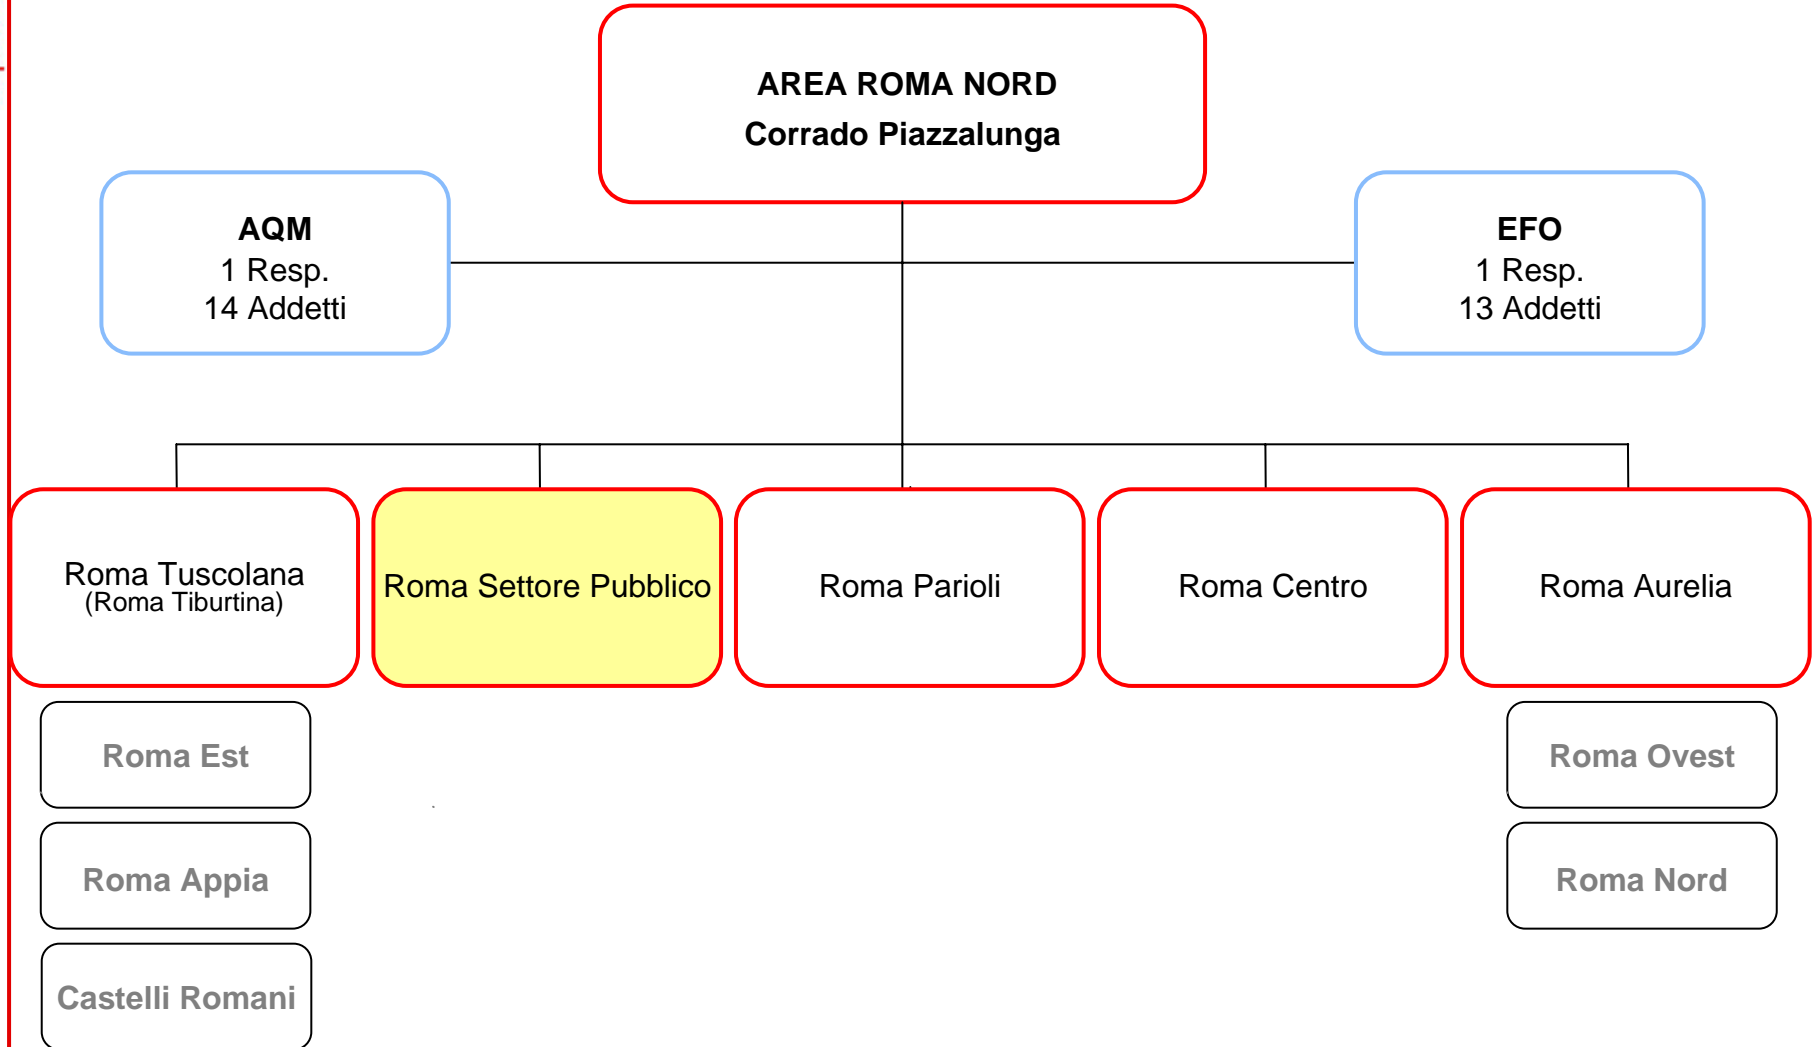 AREA ROMA NORD
Corrado Piazzalunga
AQM
1 Resp.
14 Addetti
EFO
1 Resp.
13 Addetti
Roma Tuscolana
(Roma Tiburtina)
Roma Settore Pubblico
Roma Parioli
Roma Centro
Roma Aurelia
Roma Est
Roma Ovest
Roma Appia
Roma Nord
Castelli Romani